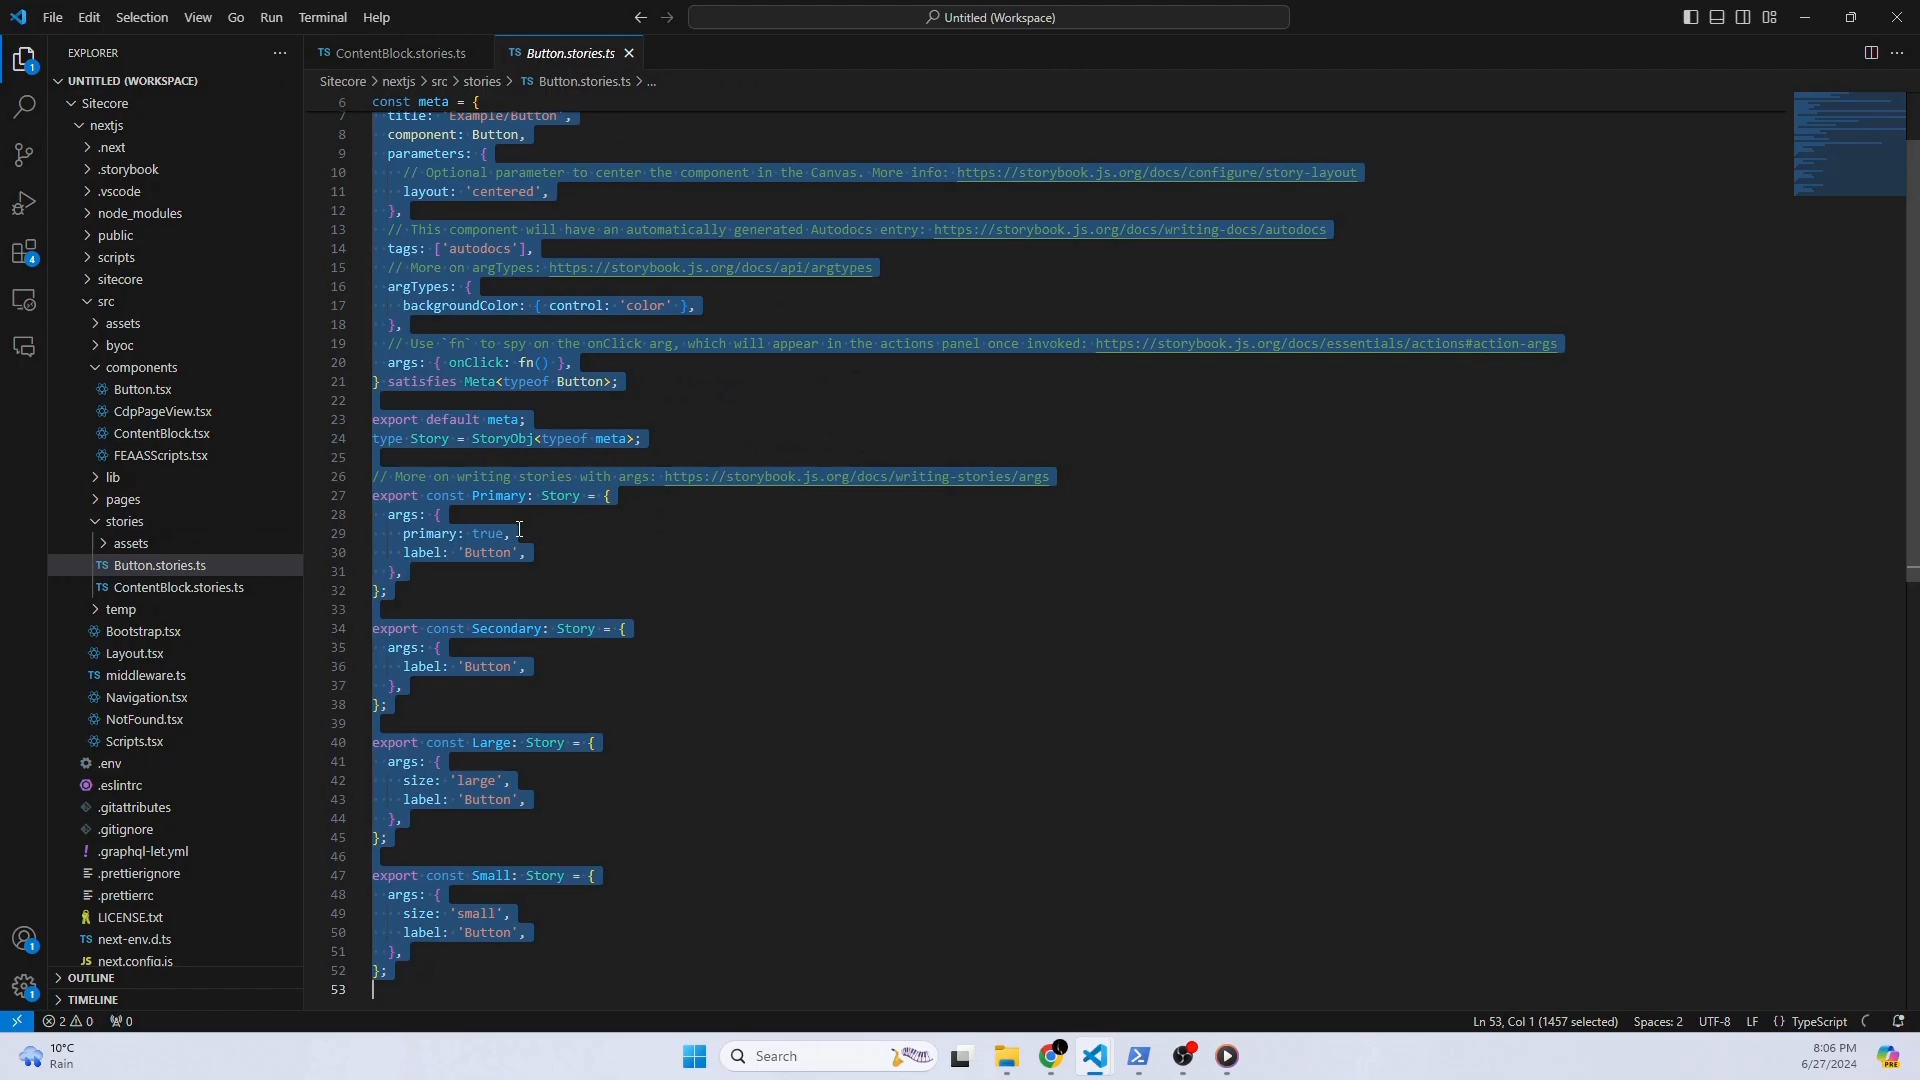 File Edit Selection View Go Run Terminal Help
Untitled (Workspace)
EXPLORER
UNTITLED (WORKSPACE)
Sitecore
nextjs
.next
.storybook
.vscode
node_modules
public
scripts
sitecore
src
assets
byoc
components
Button.tsx
CdpPageView.tsx
ContentBlock.tsx
FEAASScripts.tsx
lib
pages
stories
assets
Button.stories.ts
ContentBlock.stories.ts
temp
Bootstrap.tsx
Layout.tsx
middleware.ts
Navigation.tsx
NotFound.tsx
Scripts.tsx
.env
.eslintrc
.gitattributes
.gitignore
.graphql-let.yml
.prettierignore
.prettierrc
LICENSE.txt
next-env.d.ts
next.config.js
OUTLINE
TIMELINE
TS ContentBlock.stories.ts TS Button.stories.ts
Sitecore > nextjs > src > stories > TS Button.stories.ts > ...
6 const meta = {
7 title: 'Example/Button',
8 component: Button,
9 parameters: {
10 // Optional parameter to center the component in the Canvas. More info: https://storybook.js.org/docs/configure/story-layout
11 layout: 'centered',
12 },
13 // This component will have an automatically generated Autodocs entry: https://storybook.js.org/docs/writing-docs/autodocs
14 tags: ['autodocs'],
15 // More on argTypes: https://storybook.js.org/docs/api/argtypes
16 argTypes: {
17 backgroundColor: { control: 'color' },
18 },
19 // Use `fn` to spy on the onClick arg, which will appear in the actions panel once invoked: https://storybook.js.org/docs/essentials/actions#action-args
20 args: { onClick: fn() },
21 } satisfies Meta<typeof Button>;
22
23 export default meta;
24 type Story = StoryObj<typeof meta>;
25
26 // More on writing stories with args: https://storybook.js.org/docs/writing-stories/args
27 export const Primary: Story = {
28 args: {
29 primary: true,
30 label: 'Button',
31 },
32 };
33
34 export const Secondary: Story = {
35 args: {
36 label: 'Button',
37 },
38 };
39
40 export const Large: Story = {
41 args: {
42 size: 'large',
43 label: 'Button',
44 },
45 };
46
47 export const Small: Story = {
48 args: {
49 size: 'small',
50 label: 'Button',
51 },
52 };
53
2 0 0 Ln 53, Col 1 (1457 selected) Spaces: 2 UTF-8 LF {} TypeScript
10°C
Rain
Search
8:06 PM
6/27/2024
PRE